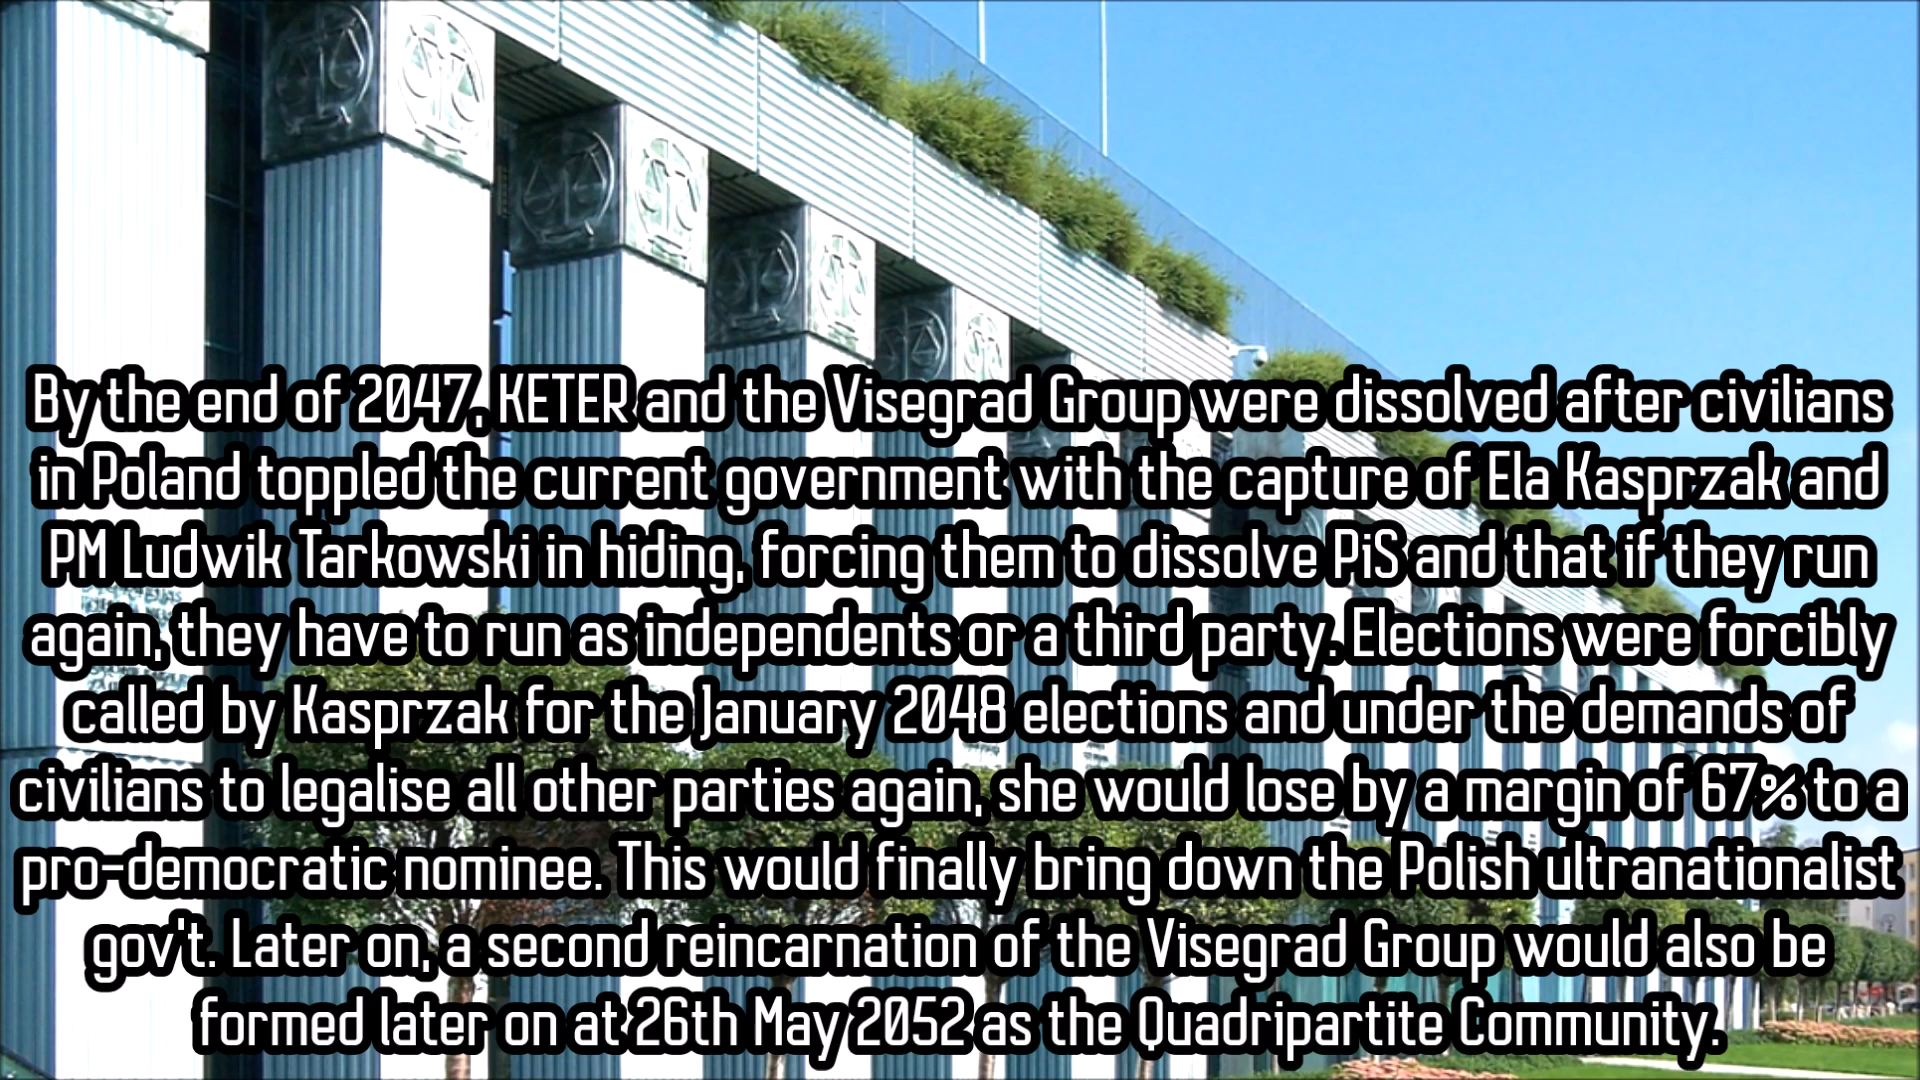 By the end of 2047, KETER and the Visegrad Group were dissolved after civilians
in Poland toppled the current government with the capture of Ela Kasprzak and
PM Ludwik Tarkowski in hiding, forcing them to dissolve PiS and that if they run
again, they have to run as independents or a third party. Elections were forcibly
called by Kasprzak for the January 2048 elections and under the demands of
civilians to legalise all other parties again, she would lose by a margin of 67% to a
pro-democratic nominee. This would finally bring down the Polish ultranationalist
gov't. Later on, a second reincarnation of the Visegrad Group would also be
formed later on at 26th May 2052 as the Quadripartite Community.